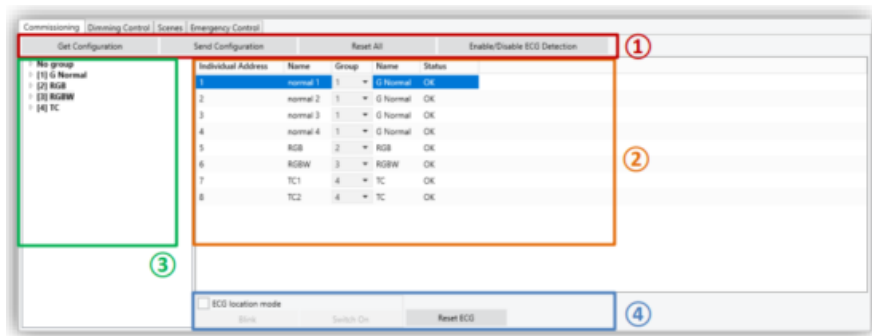 Commissioning Dimming Control Scenes Emergency Control
Get Configuration Send Configuration Reset All Enable/Disable ECG Detection ①
No group
[1] G Normal
[2] RGB
[3] RGBW
[4] TC
Individual Address Name Group Name Status
1 normal 1 1 G Normal OK
2 normal 2 1 G Normal OK
3 normal 3 1 G Normal OK
4 normal 4 1 G Normal OK
5 RGB 2 RGB OK
6 RGBW 3 RGBW OK
7 TC1 4 TC OK
8 TC2 4 TC OK
②
③
ECG location mode
Blink Switch On Reset ECG
④